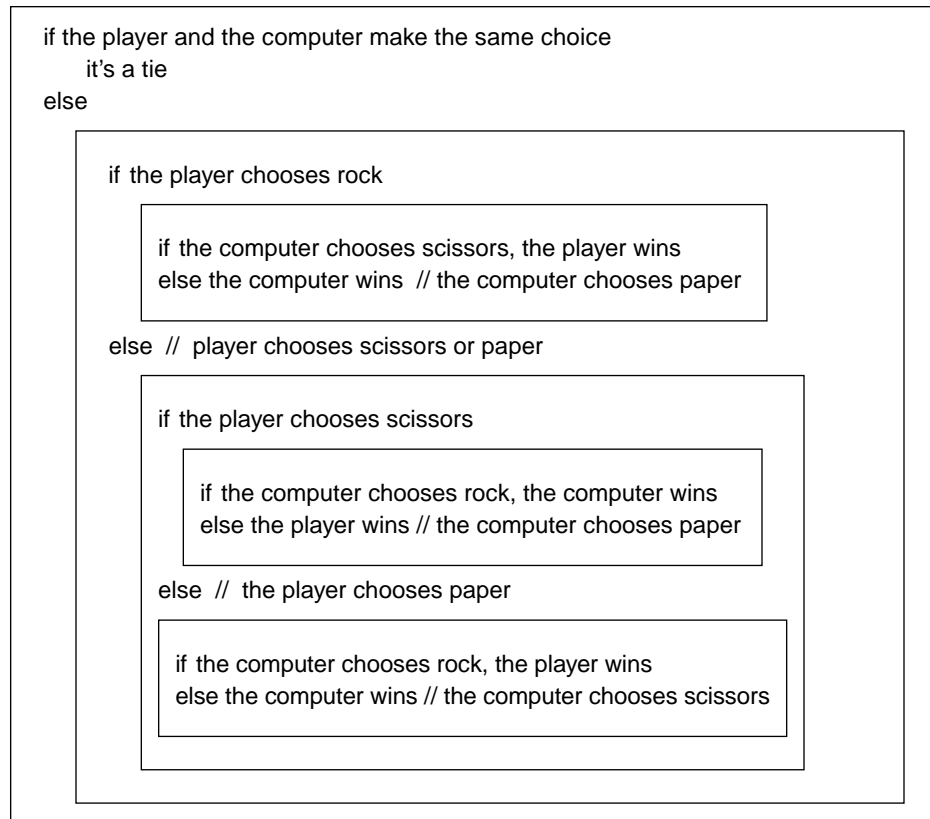 if the player and the computer make the same choice
it's a tie
else
if the player chooses rock
if the computer chooses scissors, the player wins
else the computer wins // the computer chooses paper
else // player chooses scissors or paper
if the player chooses scissors
if the computer chooses rock, the computer wins
else the player wins // the computer chooses paper
else // the player chooses paper
if the computer chooses rock, the player wins
else the computer wins // the computer chooses scissors